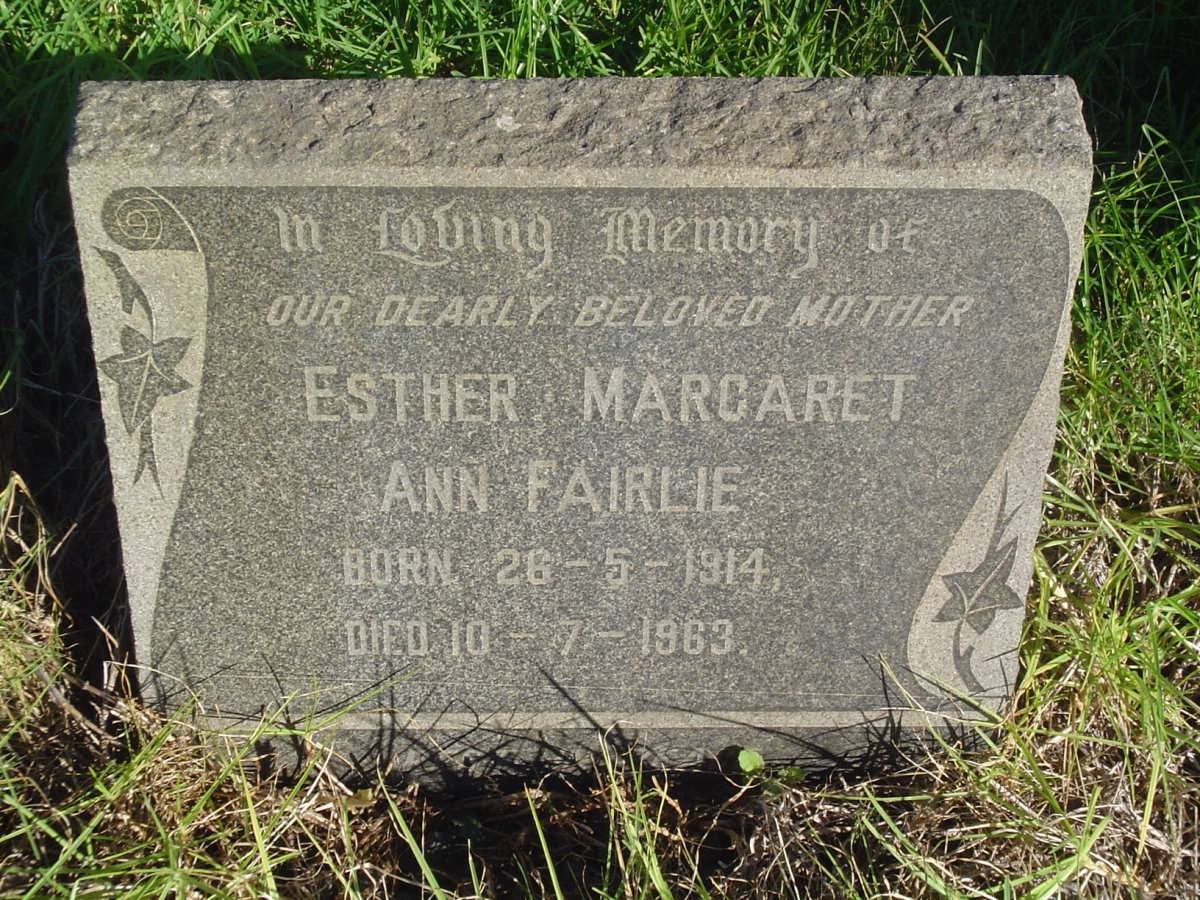 In Loving Memory of
OUR DEARLY BELOVED MOTHER
ESTHER MARGARET
ANN FAIRLIE
BORN 26-5-1914,
DIED 10-7-1963.